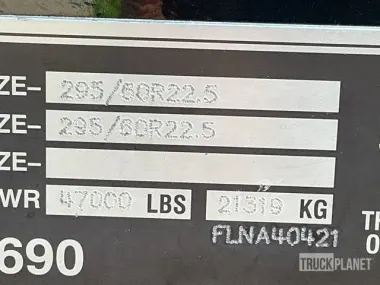 ZE- 295/60R22.5
ZE- 295/60R22.5
ZE-
WR 47000 LBS 21319 KG
FLNA40421
690
TRUCKPLANET